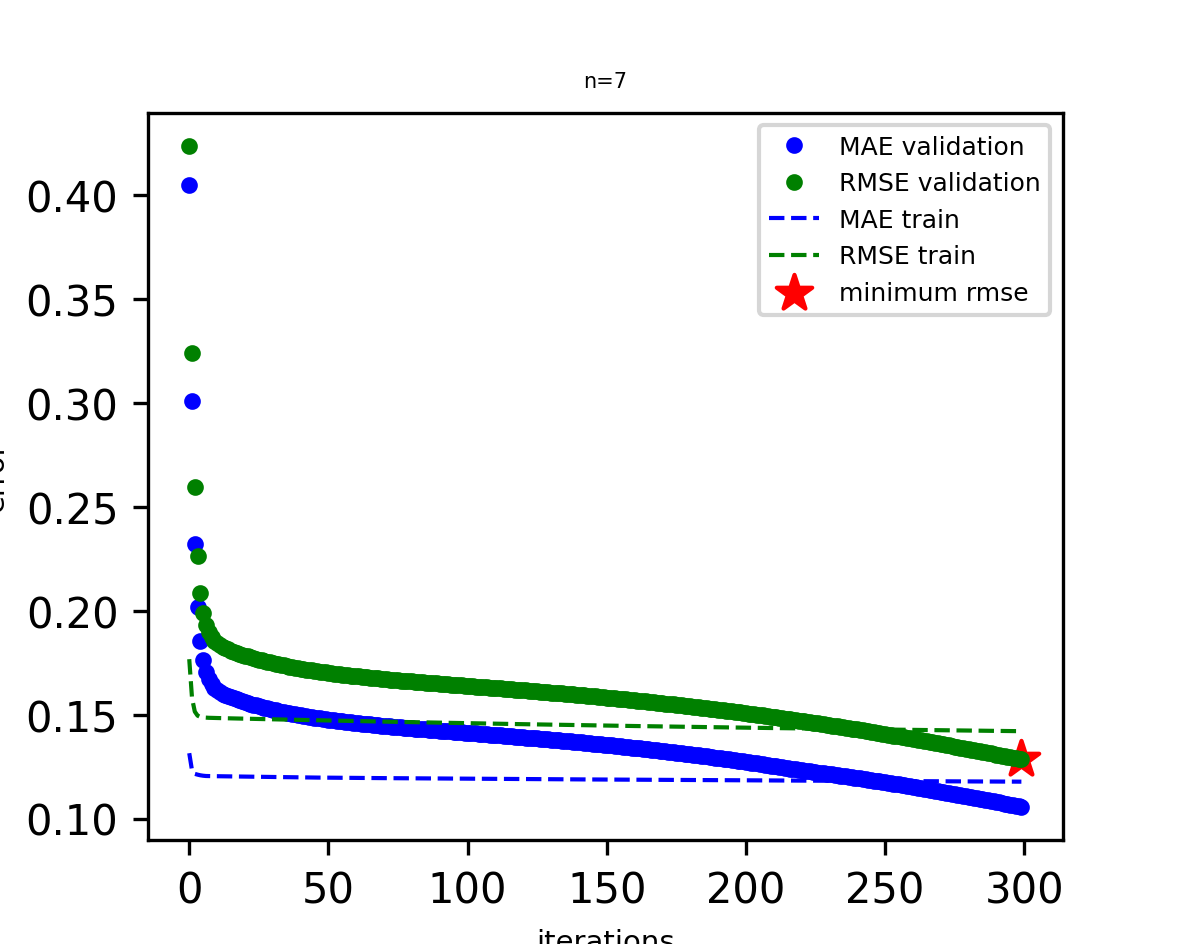 n=7
MAE validation
RMSE validation
MAE train
RMSE train
minimum rmse
0.40
0.35
0.30
0.25
0.20
0.15
0.10
0 50 100 150 200 250 300
iterations